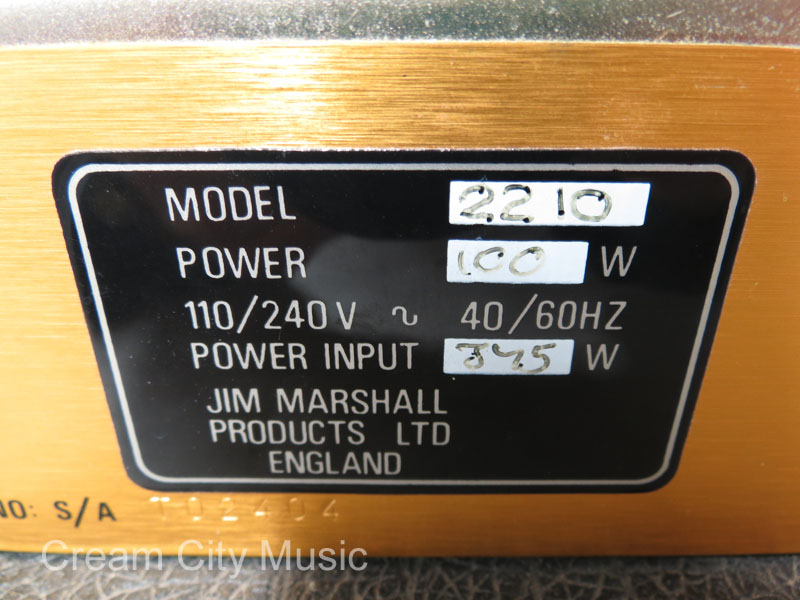 MODEL 2210
POWER 100 W
110/240V ~ 40/60HZ
POWER INPUT 345 W
JIM MARSHALL
PRODUCTS LTD
ENGLAND
NO: S/A T02404
Cream City Music